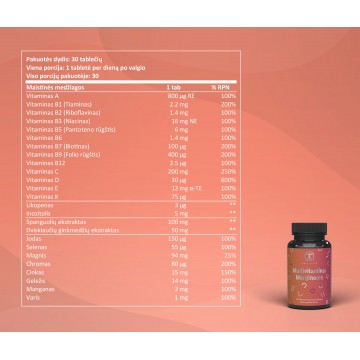 Pakuotės dydis: 30 tablečių
Viena porcija: 1 tabletė per dieną po valgio
Viso porcijų pakuotėje: 30
Maistinės medžiagos 1 tab % RPN
Vitaminas A 800 µg RE 100%
Vitaminas B1 (Tiaminas) 2.2 mg 200%
Vitaminas B2 (Riboflavinas) 1.4 mg 100%
Vitaminas B3 (Niacinas) 16 mg NE 100%
Vitaminas B5 (Pantoteno rūgštis) 6 mg 100%
Vitaminas B6 1.4 mg 100%
Vitaminas B7 (Biotinas) 100 µg 200%
Vitaminas B9 (Folio rūgštis) 400 µg 200%
Vitaminas B12 2.5 µg 100%
Vitaminas C 200 mg 250%
Vitaminas D 30 µg 600%
Vitaminas E 12 mg α-TE 100%
Vitaminas K 75 µg 100%
Likopenas 3 µg **
Inozitolis 5 mg **
Spanguolių ekstraktas 100 mg **
Dviskiaučių ginkmedžių ekstraktas 60 mg **
Jodas 150 µg 100%
Selenas 55 µg 100%
Magnis 94 mg 25%
Chromas 80 µg 200%
Cinkas 15 mg 150%
Geležis 14 mg 100%
Manganas 2 mg 100%
Varis 1 mg 100%
Multivitaminai
Merginoms